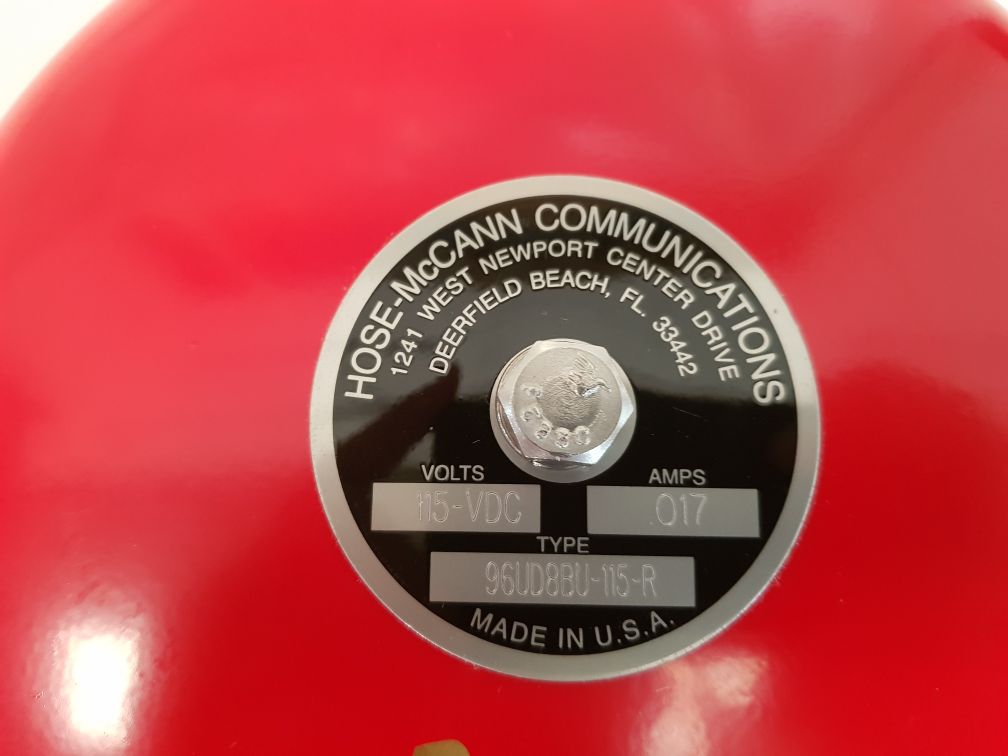 HOSE-McCANN COMMUNICATIONS
1241 WEST NEWPORT CENTER DRIVE
DEERFIELD BEACH, FL. 33442
VOLTS
115-VDC
AMPS
.017
TYPE
96UD8BU-115-R
MADE IN U.S.A.